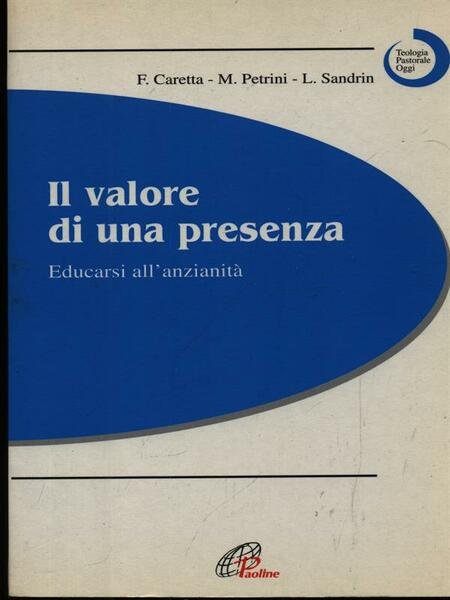 Teologia
Pastorale
Oggi
F. Caretta - M. Petrini - L. Sandrin
Il valore
di una presenza
Educarsi all'anzianità
Paoline